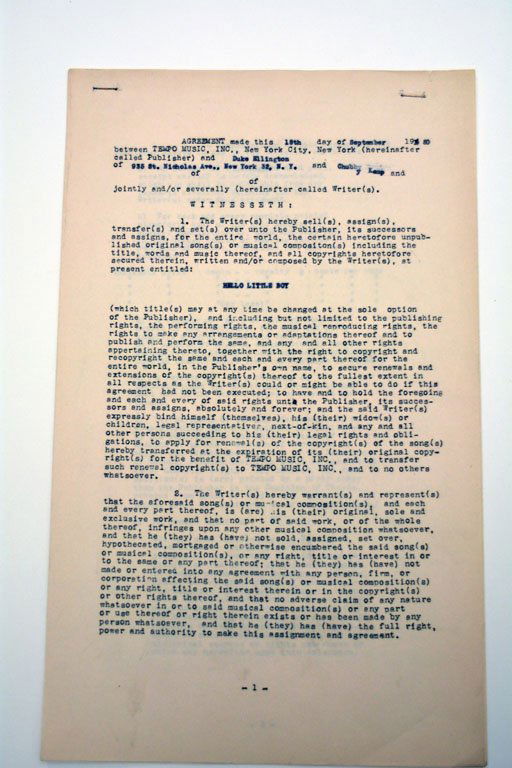 AGREEMENT made this 18th day of September 19 50
between TEMPO MUSIC, INC., New York City, New York (hereinafter
called Publisher) and Duke Ellington
of 935 St. Nicholas Ave., New York 32, N. Y. and Chubby Kemp and
of
of
jointly and/or severally (hereinafter called Writer(s).
W I T N E S S E T H :
1. The Writer(s) hereby sell(s), assign(s),
transfer(s) and set(s) over unto the Publisher, its successors
and assigns, for the entire world, the certain heretofore unpub-
lished original song(s) or musical compositon(s) including the
title, words and music thereof, and all copyrights heretofore
secured therein, written and/or composed by the Writer(s), at
present entitled:
HELLO LITTLE BOY
(which title(s) may at any time be changed at the sole option
of the Publisher), and including but not limited to the publishing
rights, the performing rights, the musical reproducing rights, the
rights to make any arrangements or adaptations thereof and to
publish and perform the same, and any and all other rights
appertaining thereto, together with the right to copyright and
recopyright the same and each and every part thereof for the
entire world, in the Publisher's own name, to secure renewals and
extensions of the copyright(s) thereof to the fullest extent in
all respects as the Writer(s) could or might be able to do if this
agreement had not been executed; to have and to hold the foregoing
and each and every of said rights unto the Publisher, its succes-
sors and assigns, absolutely and forever; and the said Writer(s)
expressly bind himself (themselves), his (their) widow(s) or
children, legal representatives, next-of-kin, and any and all
other persons succeeding to his (their) legal rights and obli-
gations, to apply for renewal(s) of the copyright(s) of the song(s)
hereby transferred at the expiration of its (their) original copy-
right(s) for the benefit of TEMPO MUSIC, INC., and to transfer
such renewal copyright(s) to TEMPO MUSIC, INC., and to no others
whatsoever.
2. The Writer(s) hereby warrant(s) and represent(s)
that the aforesaid song(s) or musical composition(s), and each
and every part thereof, is (are) his (their) original, sole and
exclusive work, and that no part of said work, or of the whole
thereof, infringes upon any other musical composition whatsoever,
and that he (they) has (have) not sold, assigned, set over,
hypothecated, mortgaged or otherwise encumbered the said song(s)
or musical composition(s), or any right, title or interest in or
to the same or any part thereof; that he (they) has (have) not
made or entered into any agreement with any person, firm, or
corporation affecting the said song(s) or musical composition(s)
or any right, title or interest therein or in the copyright(s)
or other rights thereof, and that no adverse claim of any nature
whatsoever in or to said musical composition(s) or any part
or use thereof or right therein exists or has been made by any
person whatsoever, and that he (they) has (have) the full right,
power and authority to make this assignment and agreement.
- 1 -